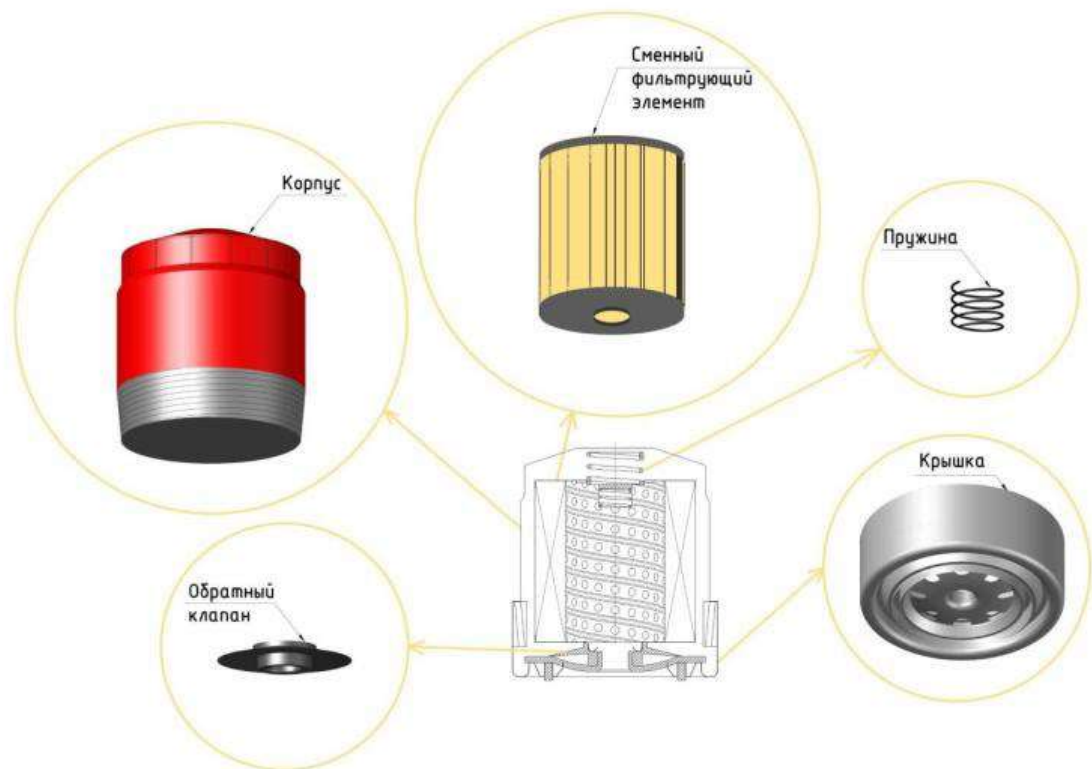 Сменный
фильтрующий
элемент
Корпус
Пружина
Крышка
Обратный
клапан